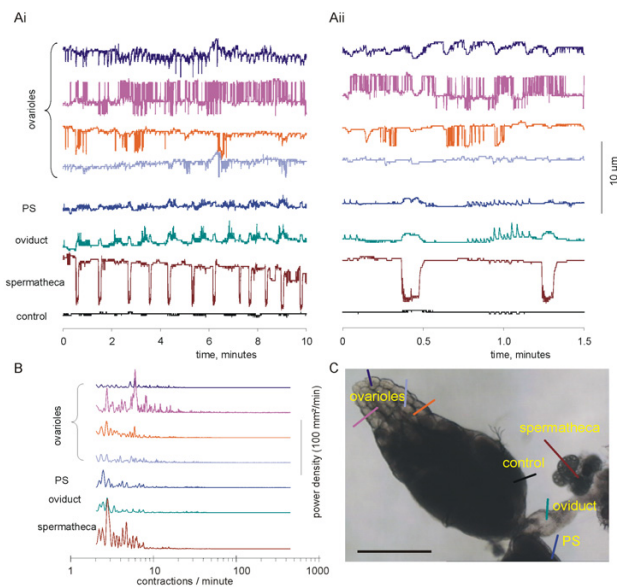 Ai
Aii
ovarioles
PS
oviduct
spermatheca
control
0 2 4 6 8 10
time, minutes
0 0.5 1.0 1.5
time, minutes
10 um
B
ovarioles
PS
oviduct
spermatheca
1 10 100 1000
contractions / minute
power density (100 mm²/min)
C
ovarioles
spermatheca
control
oviduct
PS